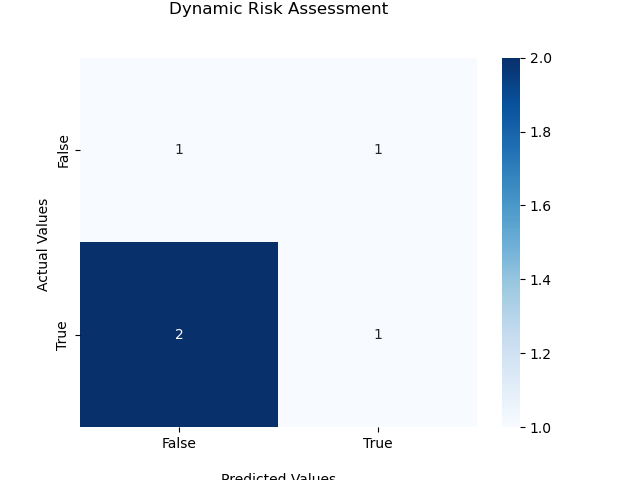 Dynamic Risk Assessment
Actual Values
False
True
1 1
2 1
False True
Predicted Values
2.0
1.8
1.6
1.4
1.2
1.0